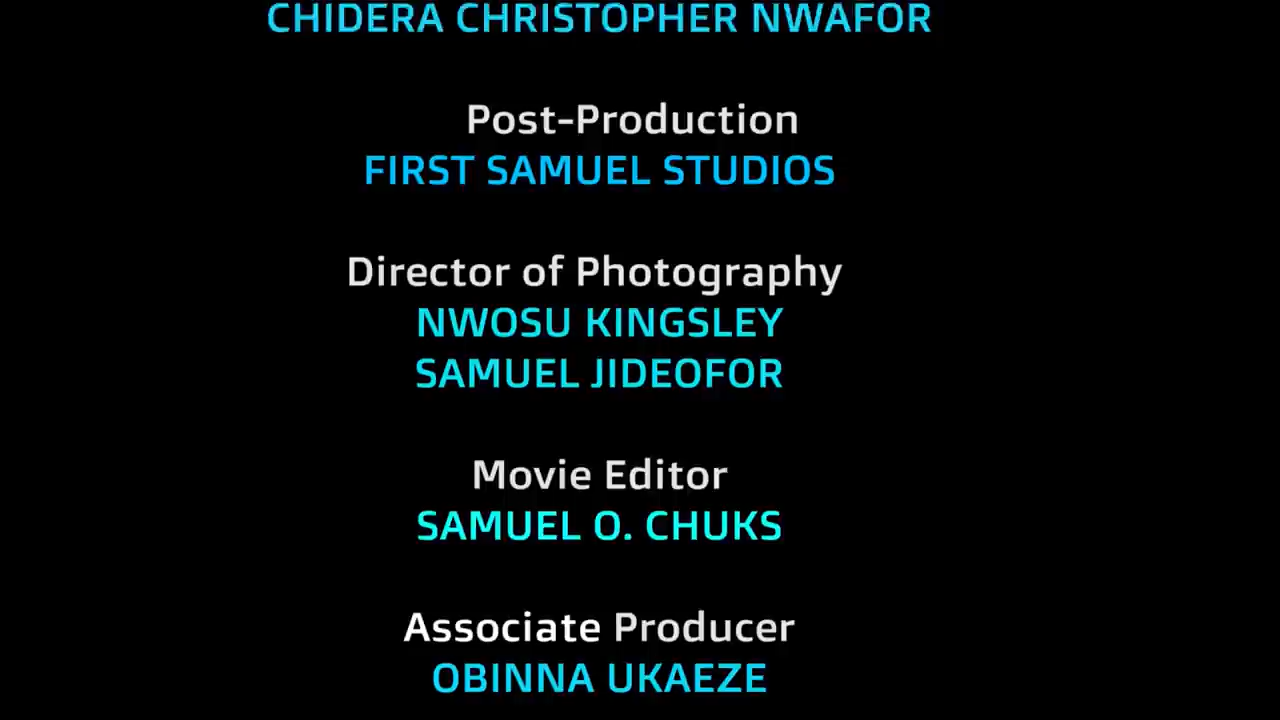 CHIDERA CHRISTOPHER NWAFOR
Post-Production
FIRST SAMUEL STUDIOS
Director of Photography
NWOSU KINGSLEY
SAMUEL JIDEOFOR
Movie Editor
SAMUEL O. CHUKS
Associate Producer
OBINNA UKAEZE